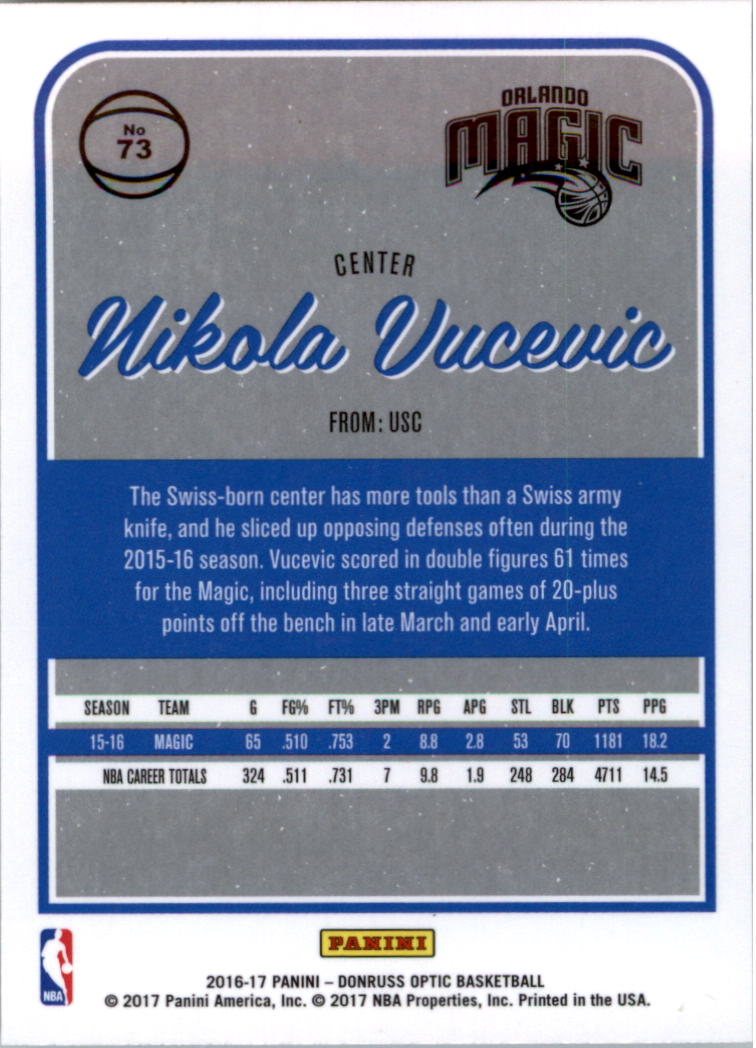 No
73
ORLANDO
MAGIC
CENTER
Nikola Vucevic
FROM: USC
The Swiss-born center has more tools than a Swiss army
knife, and he sliced up opposing defenses often during the
2015-16 season. Vucevic scored in double figures 61 times
for the Magic, including three straight games of 20-plus
points off the bench in late March and early April.
SEASON TEAM G FG% FT% 3PM RPG APG STL BLK PTS PPG
15-16 MAGIC 65 .510 .753 2 8.8 2.8 53 70 1181 18.2
NBA CAREER TOTALS 324 .511 .731 7 9.8 1.9 248 284 4711 14.5
PANINI
NBA
2016-17 PANINI – DONRUSS OPTIC BASKETBALL
© 2017 Panini America, Inc. © 2017 NBA Properties, Inc. Printed in the USA.